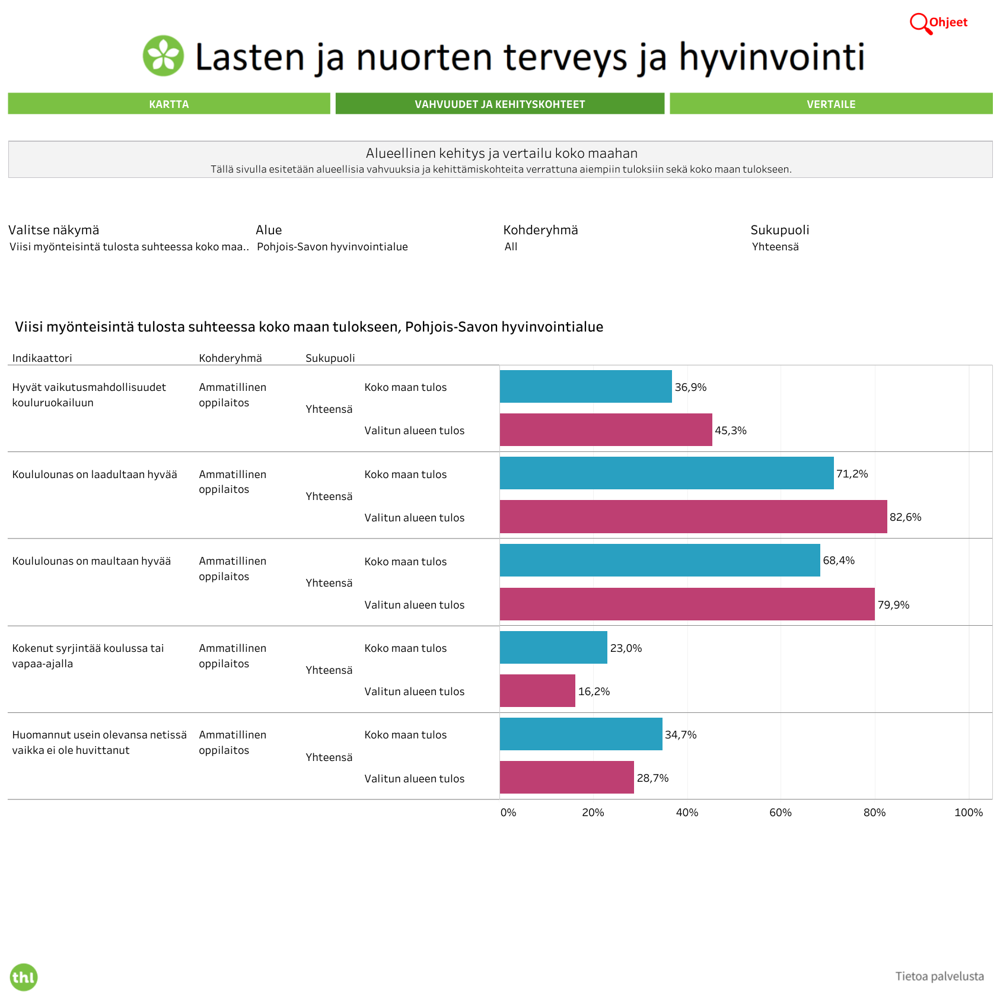 Ohjeet
Lasten ja nuorten terveys ja hyvinvointi
KARTTA
VAHVUUDET JA KEHITYSKOHTEET
VERTAILE
Alueellinen kehitys ja vertailu koko maahan
Tällä sivulla esitetään alueellisia vahvuuksia ja kehittämiskohteita verrattuna aiempiin tuloksiin sekä koko maan tulokseen.
Valitse näkymä
Viisi myönteisintä tulosta suhteessa koko maa..
Alue
Pohjois-Savon hyvinvointialue
Kohderyhmä
All
Sukupuoli
Yhteensä
Viisi myönteisintä tulosta suhteessa koko maan tulokseen, Pohjois-Savon hyvinvointialue
Indikaattori Kohderyhmä Sukupuoli
Hyvät vaikutusmahdollisuudet
kouluruokailuun
Ammatillinen
oppilaitos
Yhteensä
Koko maan tulos 36,9%
Valitun alueen tulos 45,3%
Koululounas on laadultaan hyvää
Ammatillinen
oppilaitos
Yhteensä
Koko maan tulos 71,2%
Valitun alueen tulos 82,6%
Koululounas on maultaan hyvää
Ammatillinen
oppilaitos
Yhteensä
Koko maan tulos 68,4%
Valitun alueen tulos 79,9%
Kokenut syrjintää koulussa tai
vapaa-ajalla
Ammatillinen
oppilaitos
Yhteensä
Koko maan tulos 23,0%
Valitun alueen tulos 16,2%
Huomannut usein olevansa netissä
vaikka ei ole huvittanut
Ammatillinen
oppilaitos
Yhteensä
Koko maan tulos 34,7%
Valitun alueen tulos 28,7%
0% 20% 40% 60% 80% 100%
thl
Tietoa palvelusta